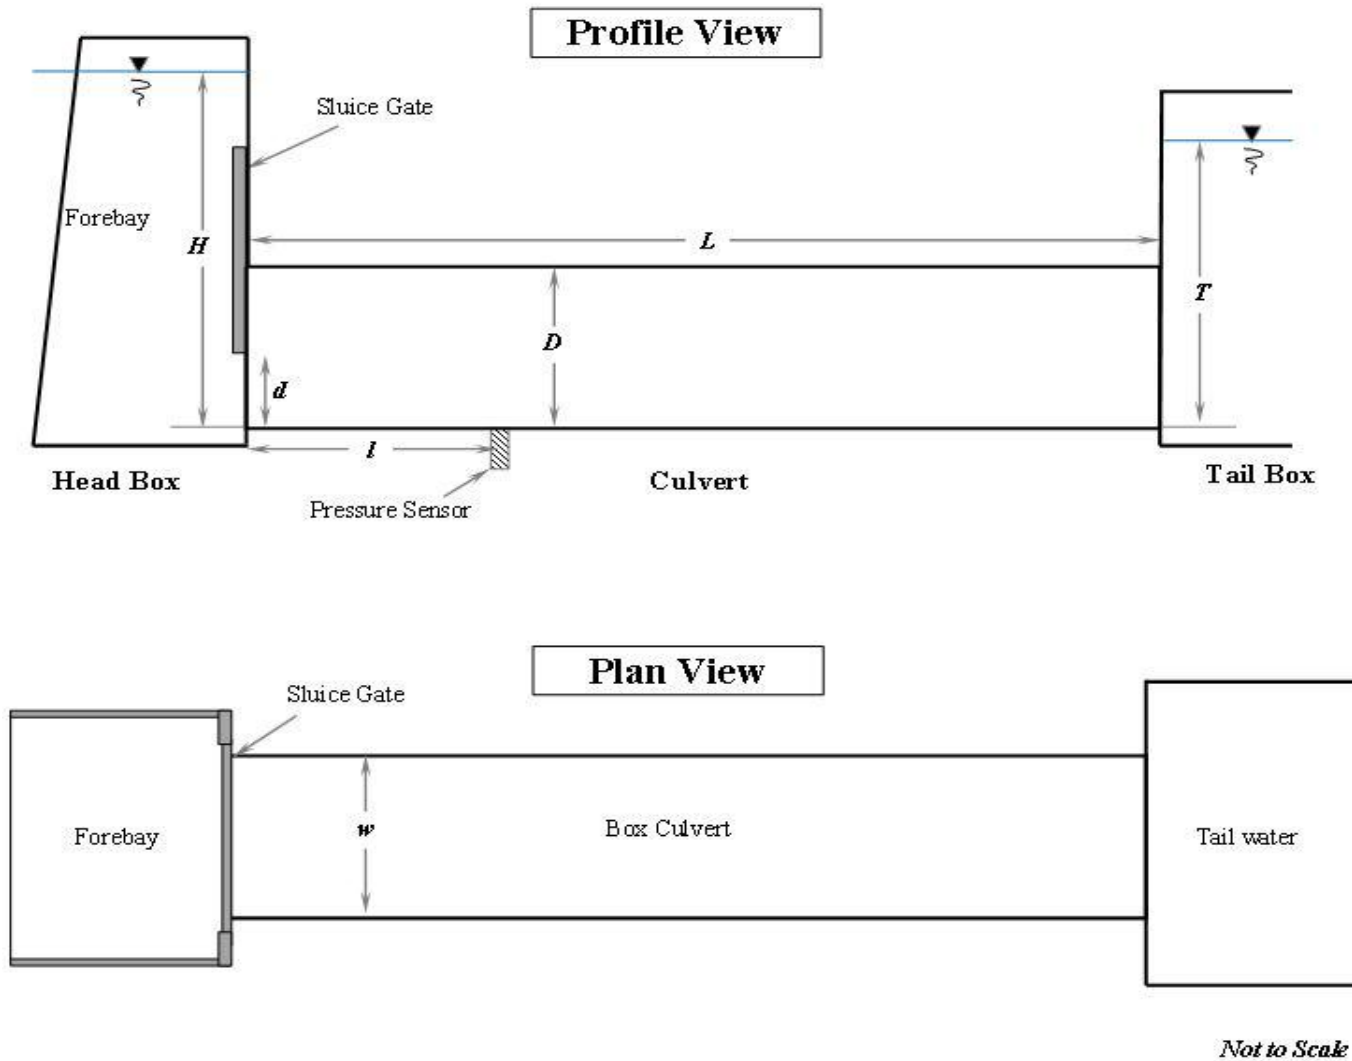 Profile View
Sluice Gate
Forebay
H
L
T
D
d
l
Head Box
Culvert
Tail Box
Pressure Sensor
Plan View
Sluice Gate
Forebay
w
Box Culvert
Tail water
Not to Scale